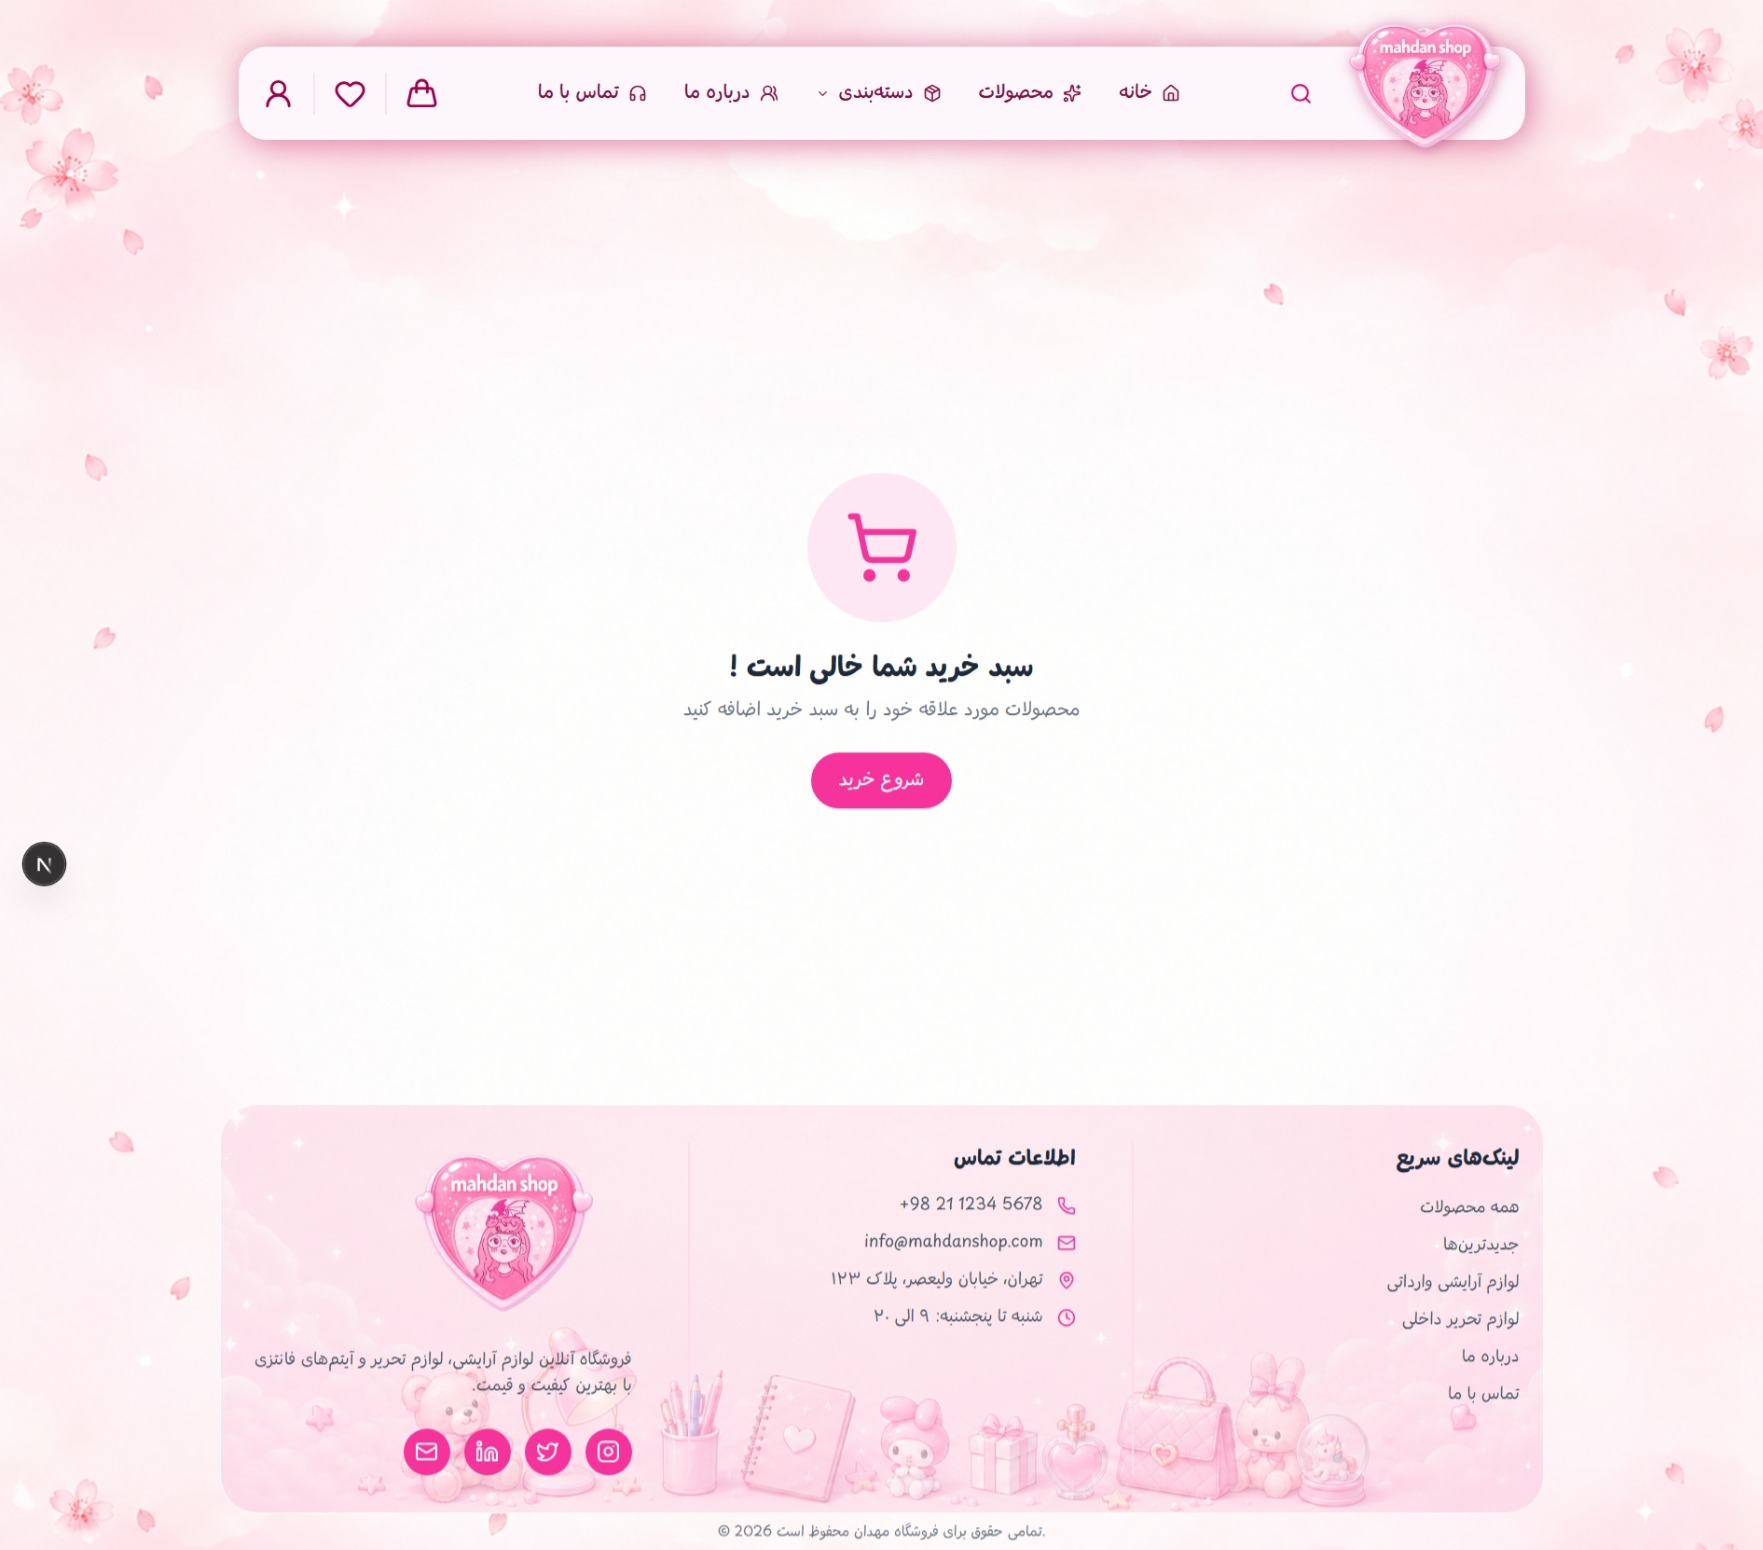 mahdan shop
خانه
محصولات
دسته‌بندی
درباره ما
تماس با ما
سبد خرید شما خالی است !
محصولات مورد علاقه خود را به سبد خرید اضافه کنید
شروع خرید
N
لینک‌های سریع
همه محصولات
جدیدترین‌ها
لوازم آرایشی وارداتی
لوازم تحریر داخلی
درباره ما
تماس با ما
اطلاعات تماس
+98 21 1234 5678
info@mahdanshop.com
تهران، خیابان ولیعصر، پلاک ۱۲۳
شنبه تا پنجشنبه: ۹ الی ۲۰
mahdan shop
فروشگاه آنلاین لوازم آرایشی، لوازم تحریر و آیتم‌های فانتزی
با بهترین کیفیت و قیمت.
© 2026 تمامی حقوق برای فروشگاه مهدان محفوظ است.